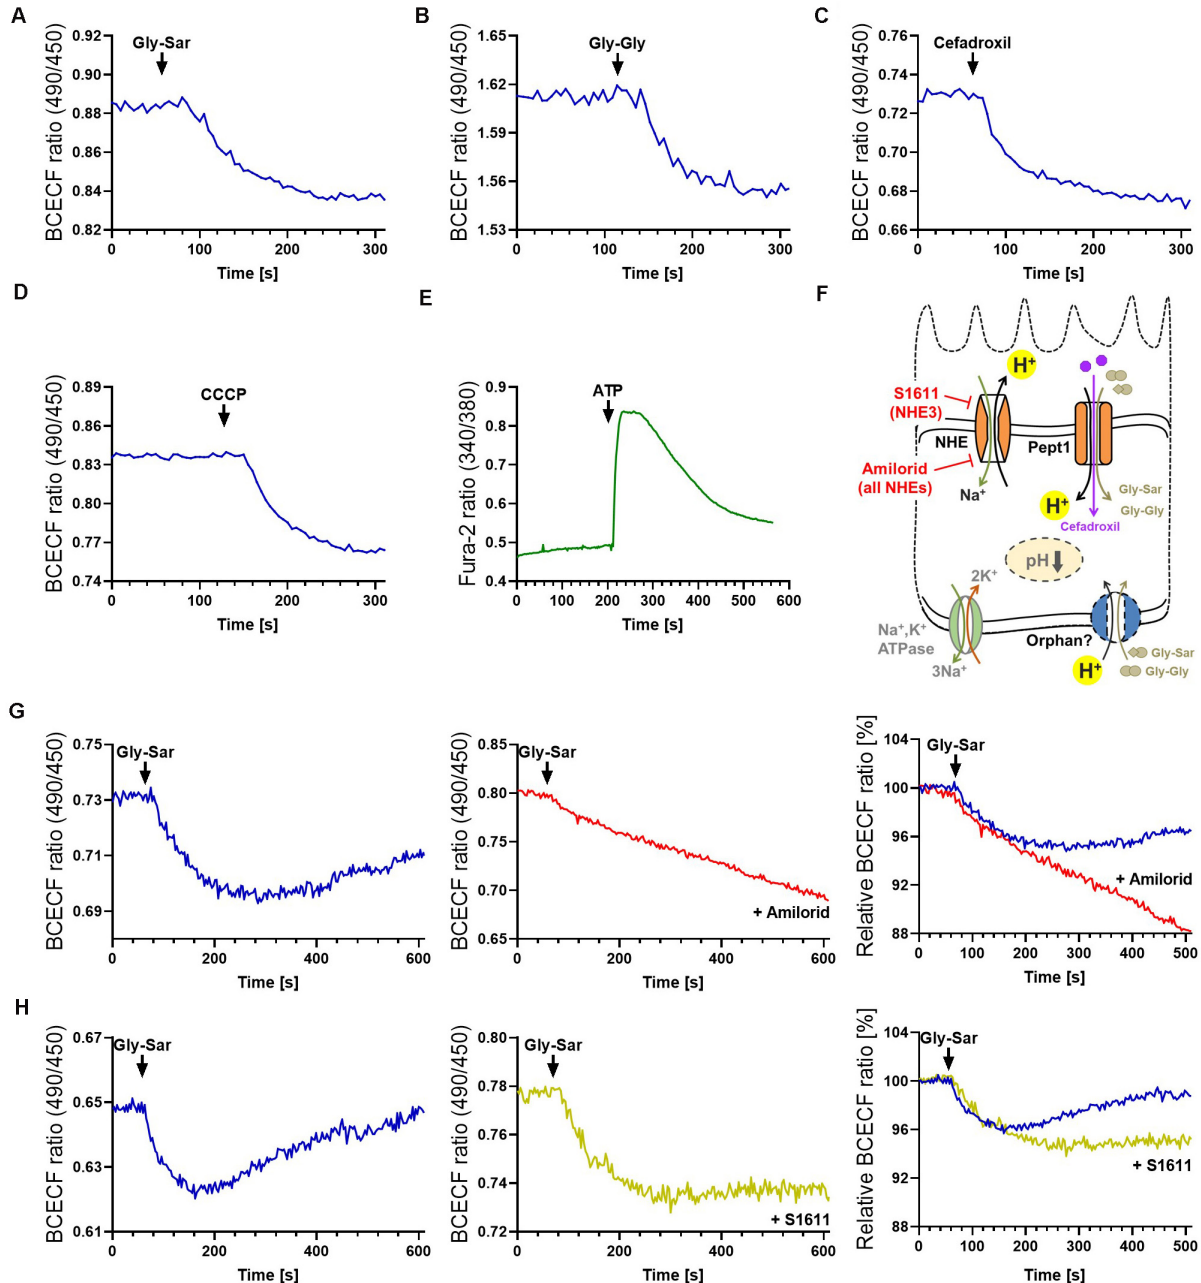 A
BCECF ratio (490/450)
0.92
0.90
0.88
0.86
0.84
0.82
Gly-Sar
0
100
200
300
Time [s]
B
BCECF ratio (490/450)
1.65
1.62
1.59
1.56
1.53
Gly-Gly
0
100
200
300
Time [s]
C
BCECF ratio (490/450)
0.76
0.74
0.72
0.70
0.68
0.66
Cefadroxil
0
100
200
300
Time [s]
D
BCECF ratio (490/450)
0.89
0.86
0.83
0.80
0.77
0.74
CCCP
0
100
200
300
Time [s]
E
Fura-2 ratio (340/380)
0.9
0.8
0.7
0.6
0.5
0.4
ATP
0
100
200
300
400
500
600
Time [s]
F
H+
S1611
(NHE3)
NHE
Pept1
Amilorid
(all NHEs)
Na+
H+
Gly-Sar
Gly-Gly
Cefadroxil
pH
2K+
Na+,K+
ATPase
3Na+
Orphan?
H+
Gly-Sar
Gly-Gly
G
BCECF ratio (490/450)
0.75
0.73
0.71
0.69
Gly-Sar
0
200
400
600
Time [s]
BCECF ratio (490/450)
0.85
0.80
0.75
0.70
0.65
Gly-Sar
+ Amilorid
0
200
400
600
Time [s]
Relative BCECF ratio [%]
104
100
96
92
88
Gly-Sar
+ Amilorid
0
100
200
300
400
500
Time [s]
H
BCECF ratio (490/450)
0.67
0.65
0.63
0.61
Gly-Sar
0
200
400
600
Time [s]
BCECF ratio (490/450)
0.80
0.78
0.76
0.74
0.72
Gly-Sar
+ S1611
0
200
400
600
Time [s]
Relative BCECF ratio [%]
104
100
96
92
88
Gly-Sar
+ S1611
0
100
200
300
400
500
Time [s]